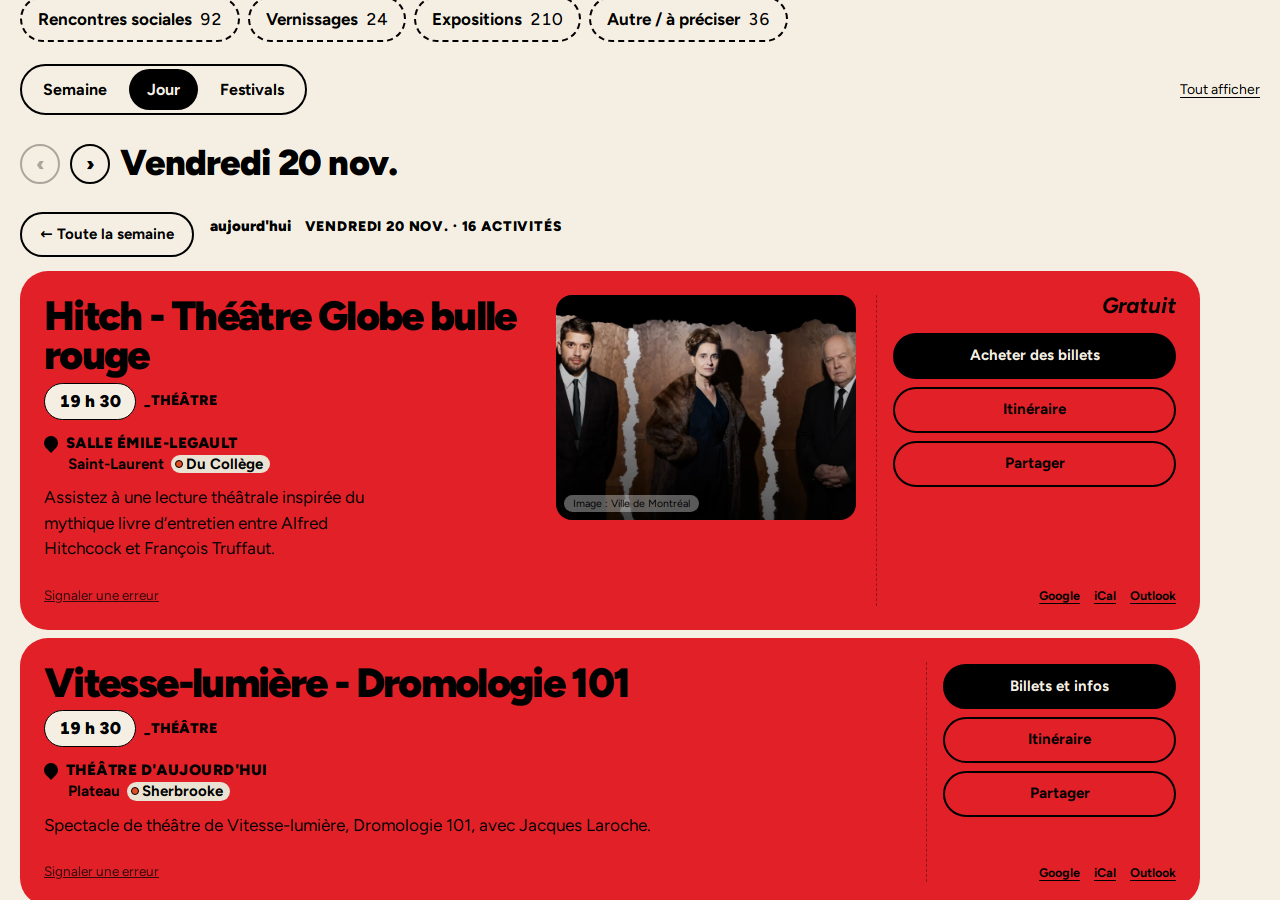 Rencontres sociales 92 Vernissages 24 Expositions 210 Autre / à préciser 36
Semaine Jour Festivals Tout afficher
‹ › Vendredi 20 nov.
← Toute la semaine aujourd'hui VENDREDI 20 NOV. · 16 ACTIVITÉS
Hitch - Théâtre Globe bulle
rouge
19 h 30 _THÉÂTRE
SALLE ÉMILE-LEGAULT
Saint-Laurent Du Collège
Assistez à une lecture théâtrale inspirée du
mythique livre d’entretien entre Alfred
Hitchcock et François Truffaut.
Signaler une erreur
Image : Ville de Montréal
Gratuit
Acheter des billets
Itinéraire
Partager
Google iCal Outlook
Vitesse-lumière - Dromologie 101
19 h 30 _THÉÂTRE
THÉÂTRE D'AUJOURD'HUI
Plateau Sherbrooke
Spectacle de théâtre de Vitesse-lumière, Dromologie 101, avec Jacques Laroche.
Signaler une erreur
Billets et infos
Itinéraire
Partager
Google iCal Outlook